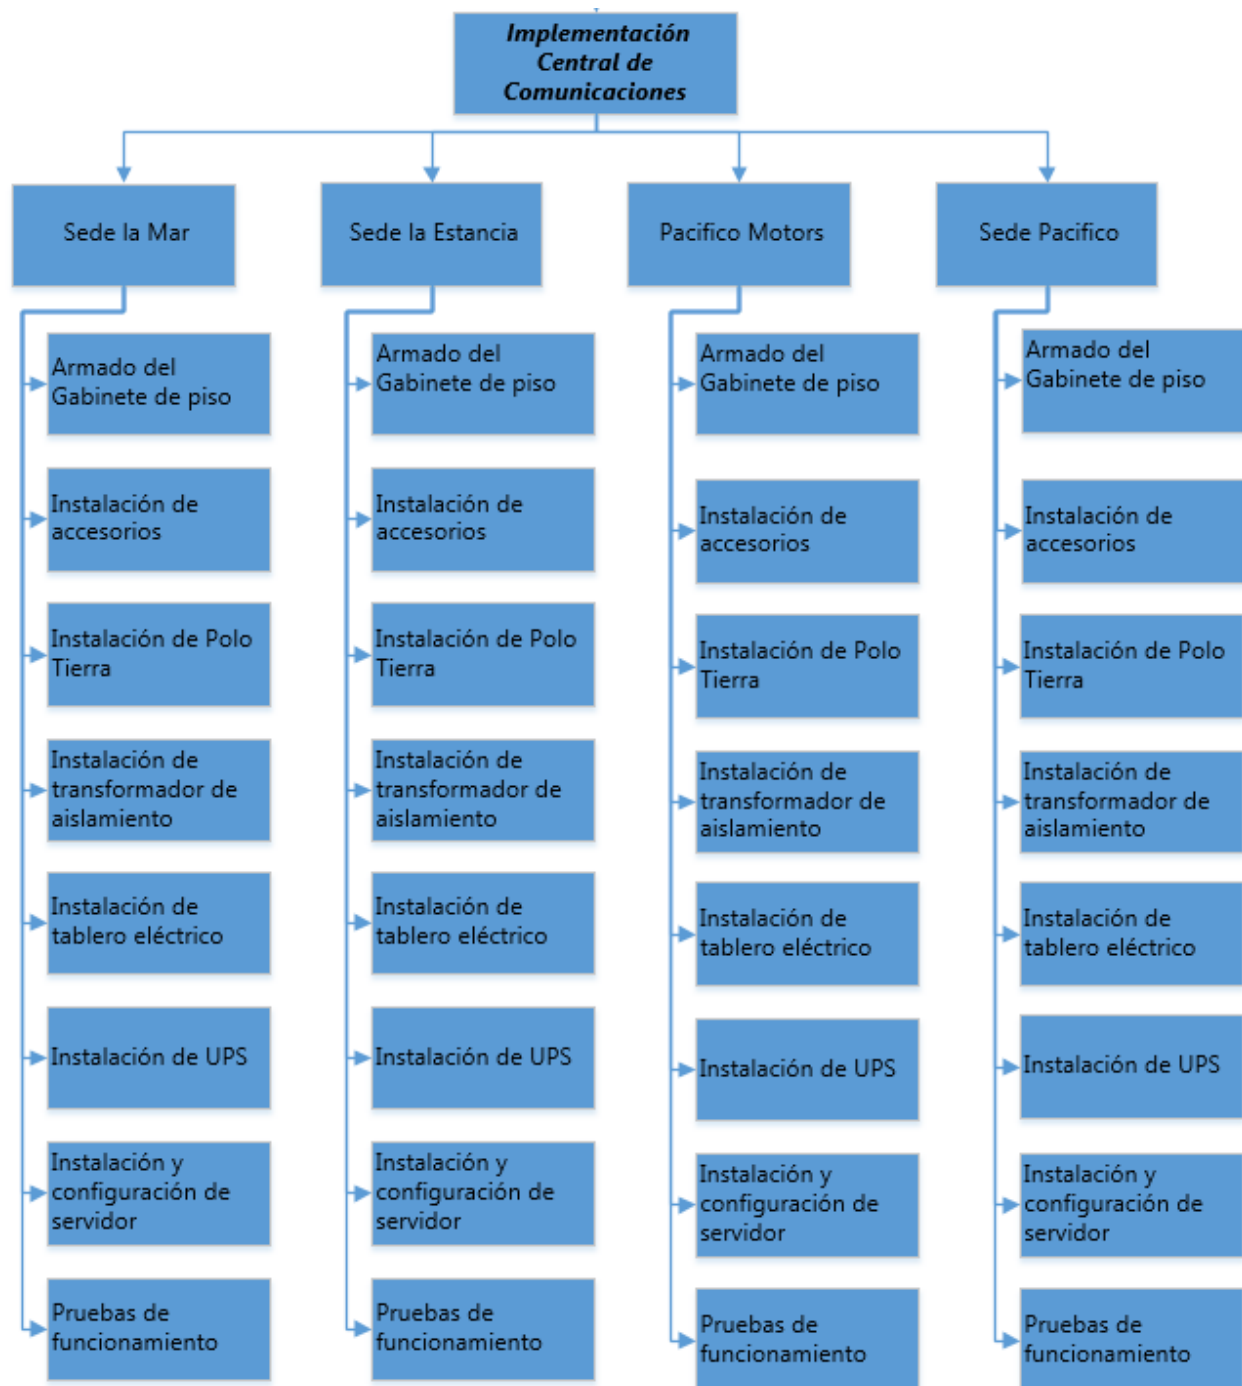 Implementación
Central de
Comunicaciones
Sede la Mar
Sede la Estancia
Pacifico Motors
Sede Pacifico
Armado del
Gabinete de piso
Instalación de
accesorios
Instalación de Polo
Tierra
Instalación de
transformador de
aislamiento
Instalación de
tablero eléctrico
Instalación de UPS
Instalación y
configuración de
servidor
Pruebas de
funcionamiento
Armado del
Gabinete de piso
Instalación de
accesorios
Instalación de Polo
Tierra
Instalación de
transformador de
aislamiento
Instalación de
tablero eléctrico
Instalación de UPS
Instalación y
configuración de
servidor
Pruebas de
funcionamiento
Armado del
Gabinete de piso
Instalación de
accesorios
Instalación de Polo
Tierra
Instalación de
transformador de
aislamiento
Instalación de
tablero eléctrico
Instalación de UPS
Instalación y
configuración de
servidor
Pruebas de
funcionamiento
Armado del
Gabinete de piso
Instalación de
accesorios
Instalación de Polo
Tierra
Instalación de
transformador de
aislamiento
Instalación de
tablero eléctrico
Instalación de UPS
Instalación y
configuración de
servidor
Pruebas de
funcionamiento